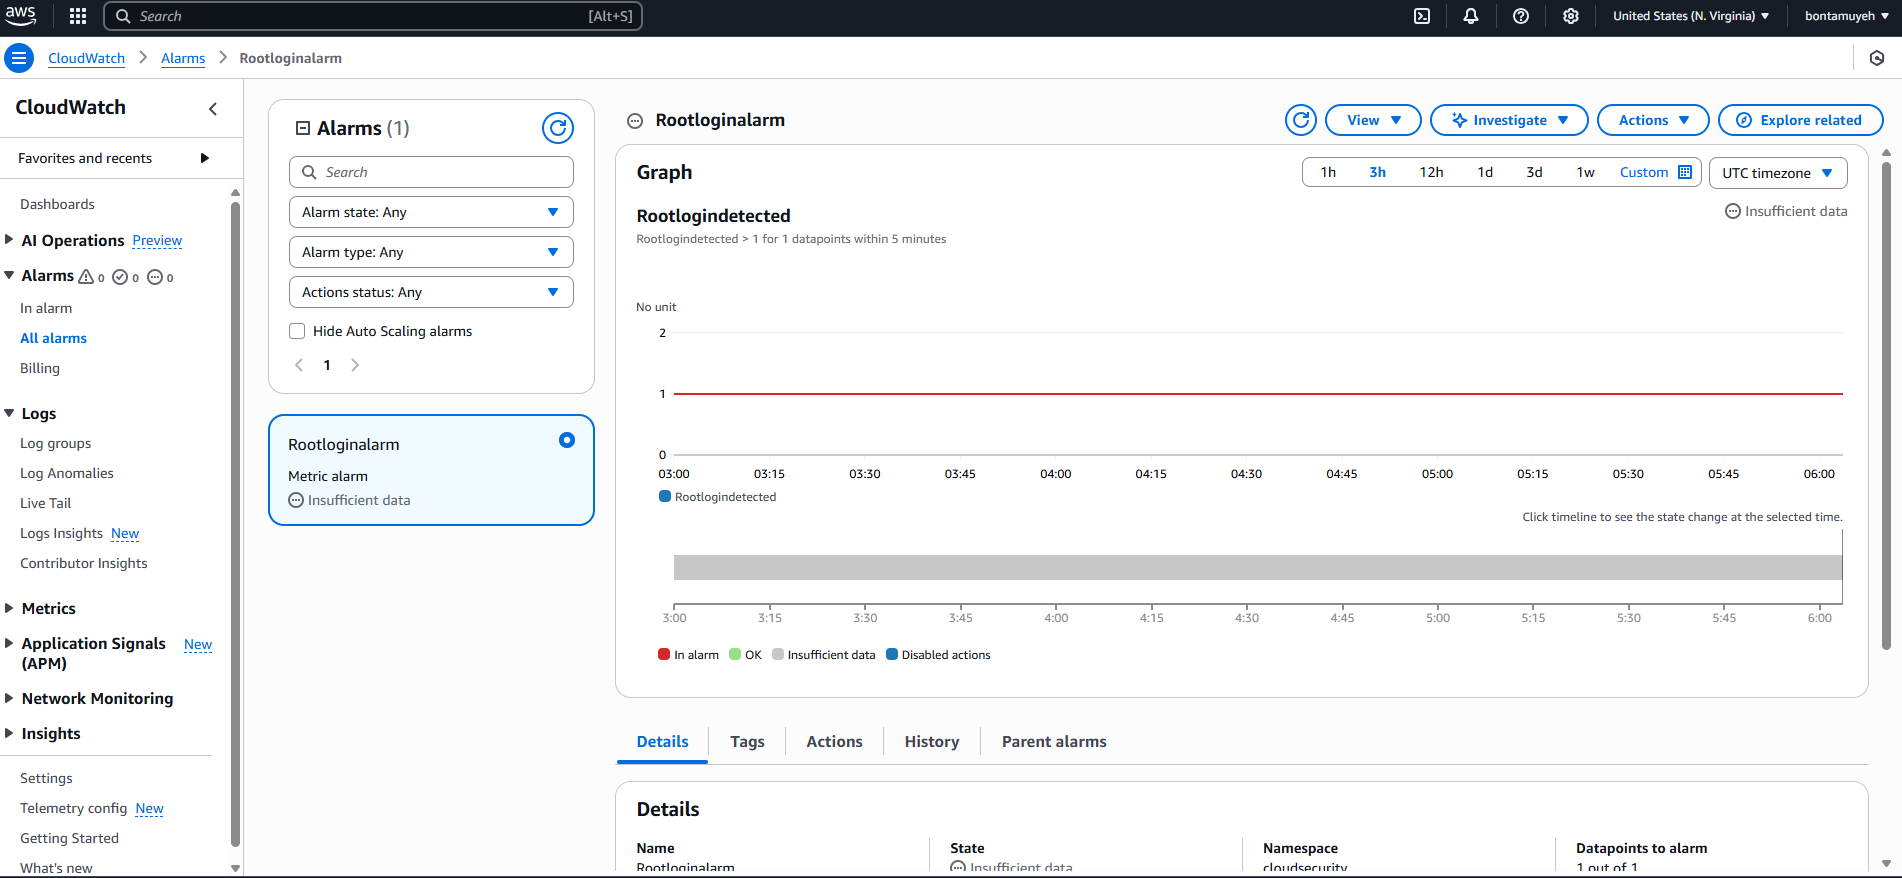 aws
Search [Alt+S]
United States (N. Virginia)
bontamuyeh
CloudWatch
Alarms
Rootloginalarm
CloudWatch
Favorites and recents
Dashboards
AI Operations Preview
Alarms 0 0 0
In alarm
All alarms
Billing
Logs
Log groups
Log Anomalies
Live Tail
Logs Insights New
Contributor Insights
Metrics
Application Signals New
(APM)
Network Monitoring
Insights
Settings
Telemetry config New
Getting Started
What's new
Alarms (1)
Search
Alarm state: Any
Alarm type: Any
Actions status: Any
Hide Auto Scaling alarms
1
Rootloginalarm
Metric alarm
Insufficient data
Rootloginalarm
View
Investigate
Actions
Explore related
Graph
1h 3h 12h 1d 3d 1w Custom
UTC timezone
Rootlogindetected
Insufficient data
Rootlogindetected > 1 for 1 datapoints within 5 minutes
No unit
2
1
0
03:00 03:15 03:30 03:45 04:00 04:15 04:30 04:45 05:00 05:15 05:30 05:45 06:00
Rootlogindetected
Click timeline to see the state change at the selected time.
3:00 3:15 3:30 3:45 4:00 4:15 4:30 4:45 5:00 5:15 5:30 5:45 6:00
In alarm OK Insufficient data Disabled actions
Details Tags Actions History Parent alarms
Details
Name State Namespace Datapoints to alarm
Rootloginalarm Insufficient data cloudsecurity 1 out of 1